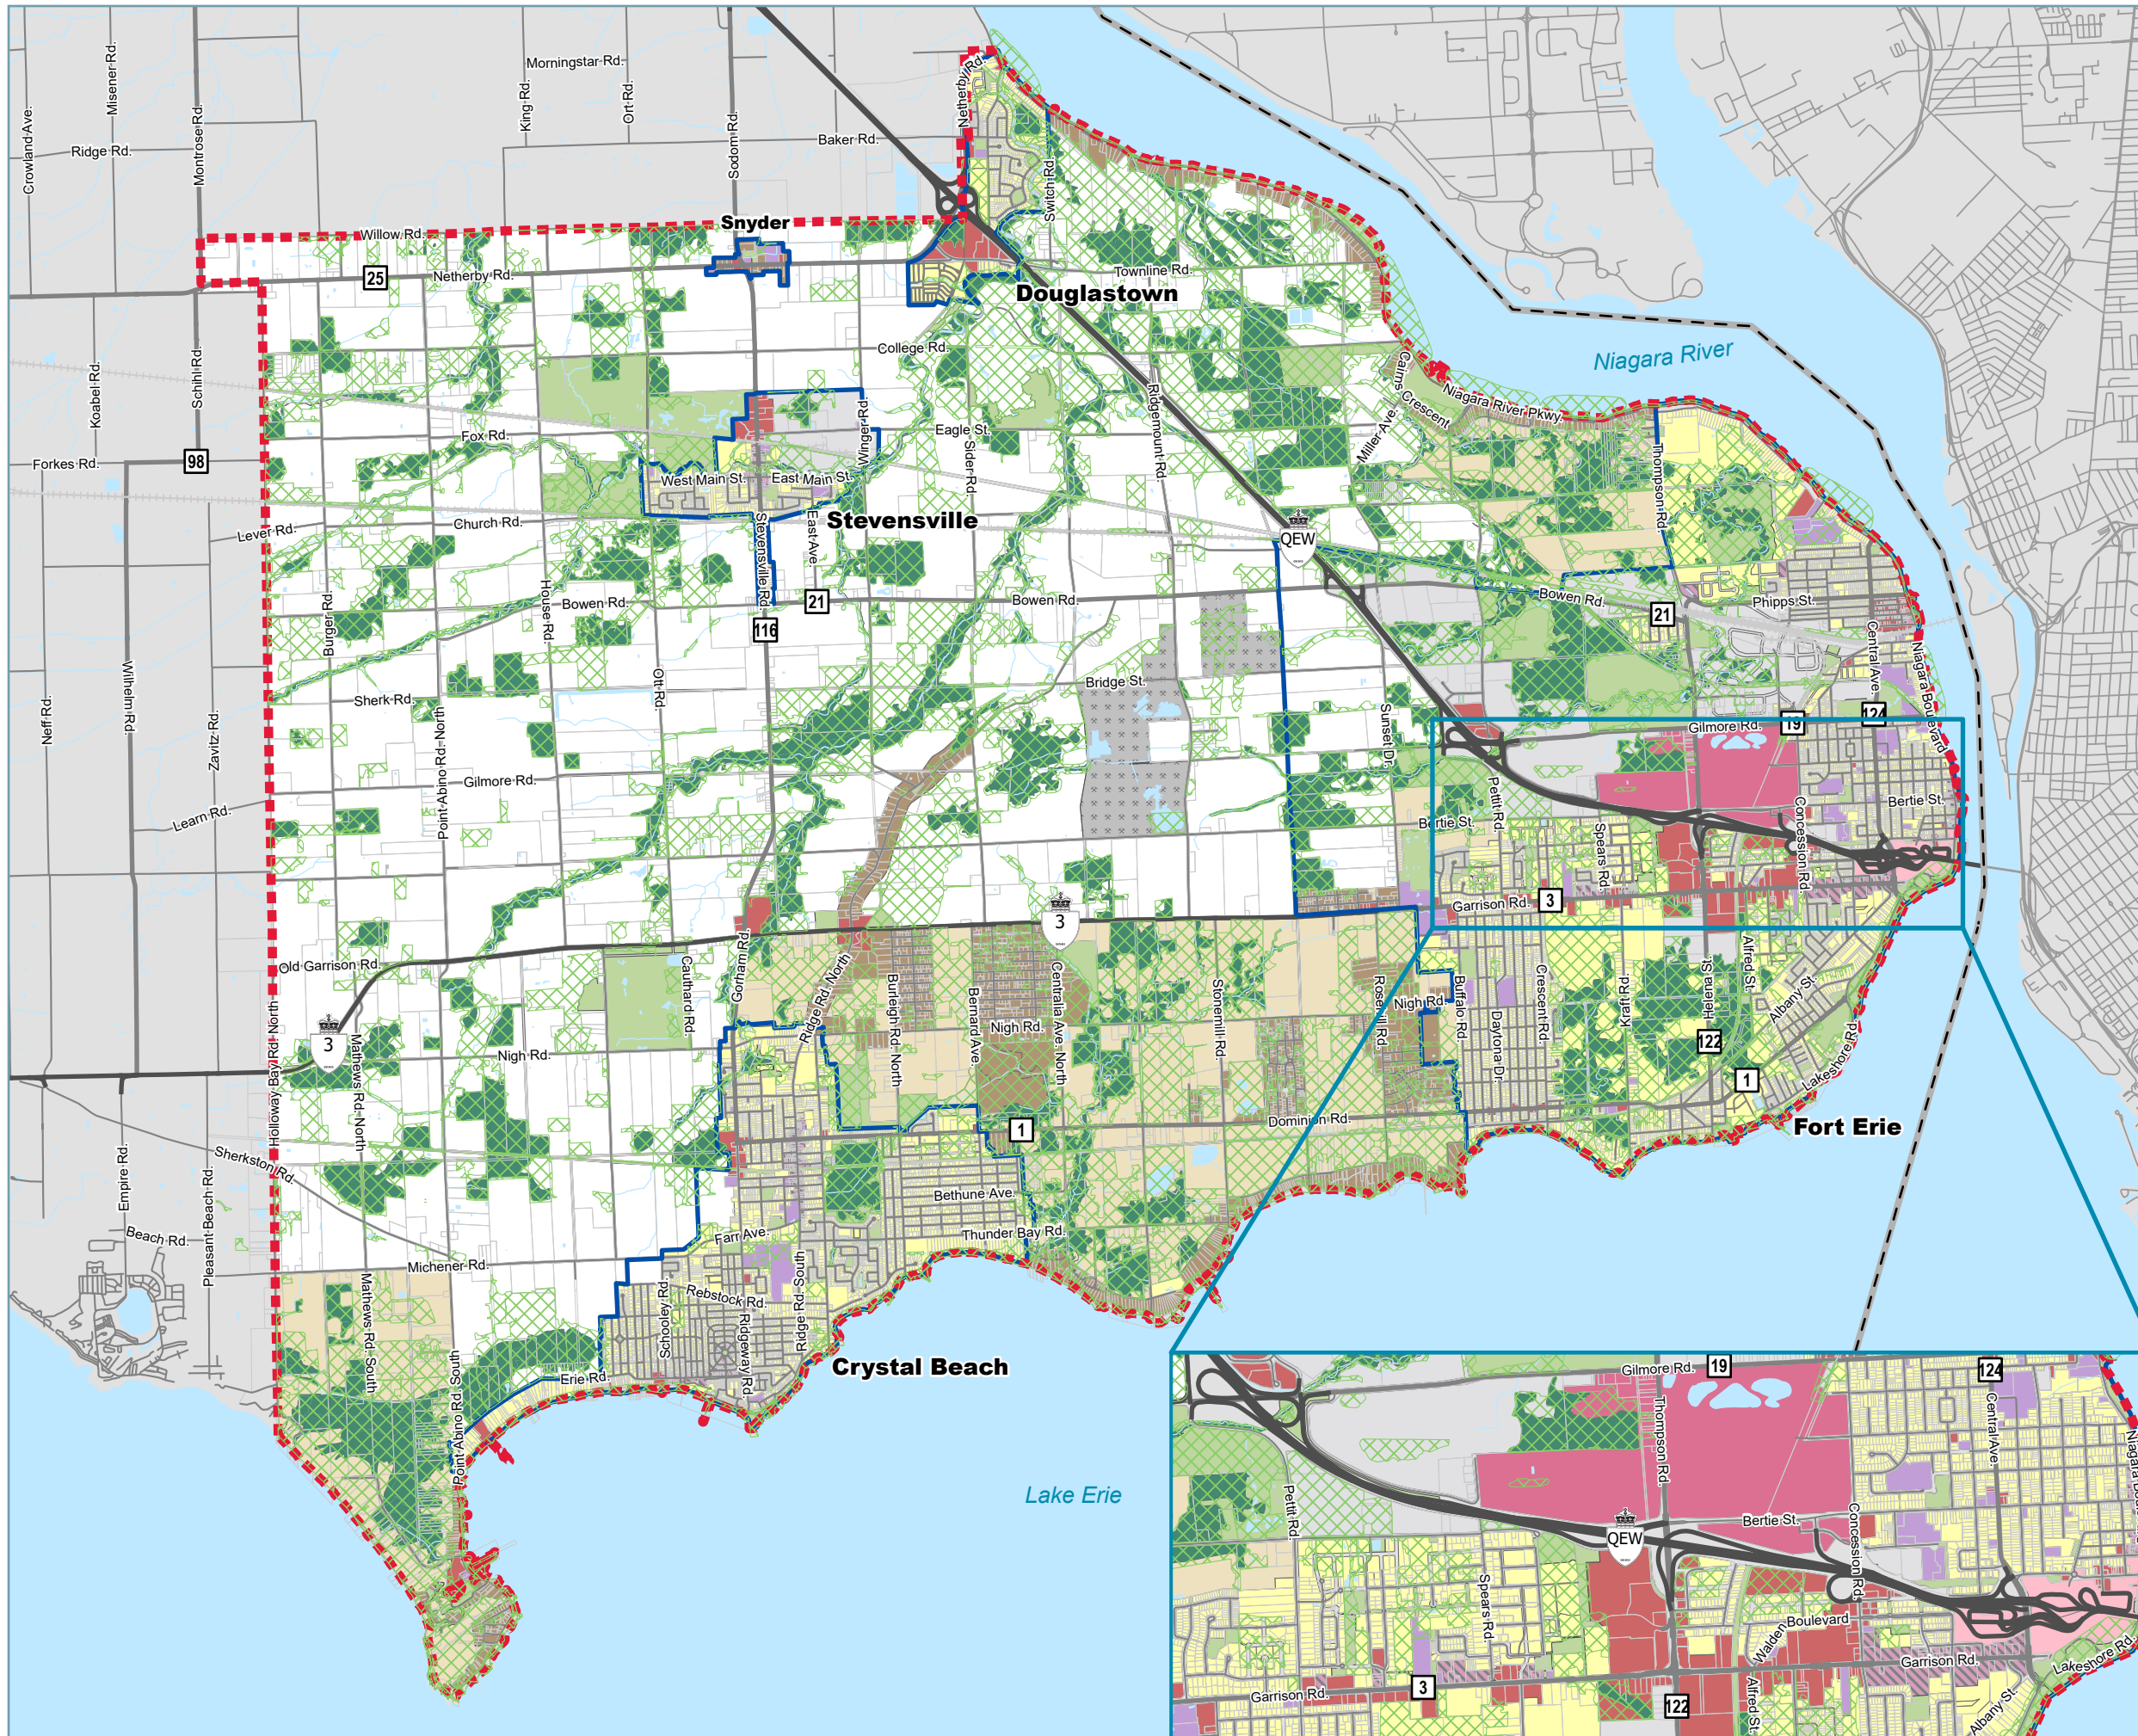 Crowland Ave.
Misener Rd.
Ridge Rd.
Montrose Rd.
Morningstar Rd.
King Rd.
Ort Rd.
Sodom Rd.
Baker Rd.
Netherby Rd.
Switch Rd.
Willow Rd.
Snyder
25
Netherby Rd.
Townline Rd.
Douglastown
Niagara River
College Rd.
Koabel Rd.
Schihl Rd.
Cairns Crescent
Niagara River Pkwy.
Ridgemount Rd.
Miller Ave.
Winger Rd.
Eagle St.
Sider Rd.
Fox Rd.
Forkes Rd.
98
West Main St.
East Main St.
Thompson Rd.
Stevensville
Church Rd.
Lever Rd.
East Ave.
Stevensville Rd.
QEW
House Rd.
Burger Rd.
Bowen Rd.
21
Bowen Rd.
Bowen Rd.
21
Phipps St.
116
Central Ave.
Niagara Boulevard
Neff Rd.
Wilhelm Rd.
Zavitz Rd.
Sherk Rd.
Ott Rd.
Point Abino Rd. North
Bridge St.
Sunset Dr.
Gilmore Rd.
19
124
Gilmore Rd.
Learn Rd.
Pettit Rd.
Bertie St.
Bertie St.
Spears Rd.
Concession Rd.
Garrison Rd.
3
3
Old Garrison Rd.
Cauthard Rd.
Gorham Rd.
Ridge Rd. North
Burleigh Rd. North
Bernard Ave.
Nigh Rd.
Centralia Ave. North
Stonemill Rd.
Rosehill Rd.
Nigh Rd.
Buffalo Rd.
Daytona Dr.
Crescent Rd.
Kraft Rd.
Helena St.
Alfred St.
Albany St.
122
1
Lakeshore Rd.
3
Mathews Rd. North
Holloway Bay Rd. North
Nigh Rd.
1
Dominion Rd.
Fort Erie
Empire Rd.
Pleasant Beach Rd.
Sherkston Rd.
Beach Rd.
Bethune Ave.
Farr Ave.
Thunder Bay Rd.
Michener Rd.
Mathews Rd. South
Rebstock Rd.
Schooley Rd.
Ridgeway Rd.
Ridge Rd. South
Crystal Beach
Erie Rd.
Point Abino Rd. South
Lake Erie
Gilmore Rd.
19
124
Thompson Rd.
Central Ave.
Pettit Rd.
QEW
Bertie St.
Concession Rd.
Spears Rd.
Walden Boulevard
Garrison Rd.
Lakeshore Rd.
Garrison Rd.
3
122
Alfred St.
Albany St.